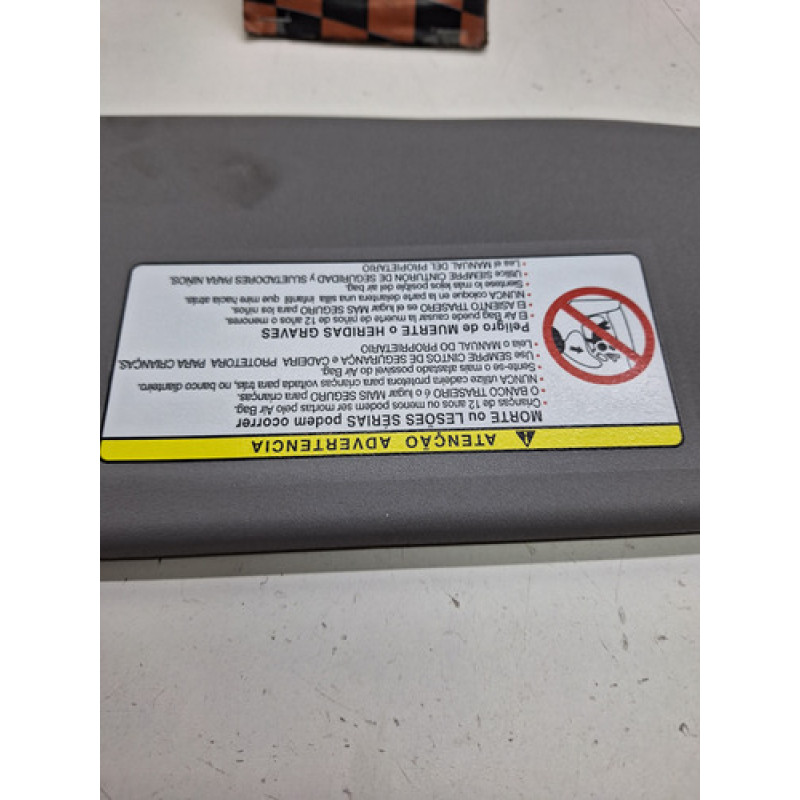 ATENÇÃO ADVERTENCIA
MORTE ou LESÕES SÉRIAS podem ocorrer
• Crianças de 12 anos ou menos podem ser mortas pelo Air Bag.
• O BANCO TRASEIRO é o lugar MAIS SEGURO para crianças.
• NUNCA utilize cadeira protetora para crianças voltada para trás, no banco dianteiro.
• Sente-se o mais afastado possível do Air Bag.
• Use SEMPRE CINTOS DE SEGURANÇA e CADEIRA PROTETORA PARA CRIANÇAS.
• Leia o MANUAL DO PROPRIETÁRIO
Peligro de MUERTE o HERIDAS GRAVES
• El Air Bag puede causar la muerte de niños de 12 años o menores.
• El ASIENTO TRASERO es el lugar MAS SEGURO para los niños.
• NUNCA coloque en la parte delantera una silla infantil que mire hacia atrás.
• Sientese lo más lejos posible del air bag.
• Utilice SIEMPRE CINTURÓN DE SEGURIDAD y SUJETADORES PARA NIÑOS.
• Lea el MANUAL DEL PROPIETARIO